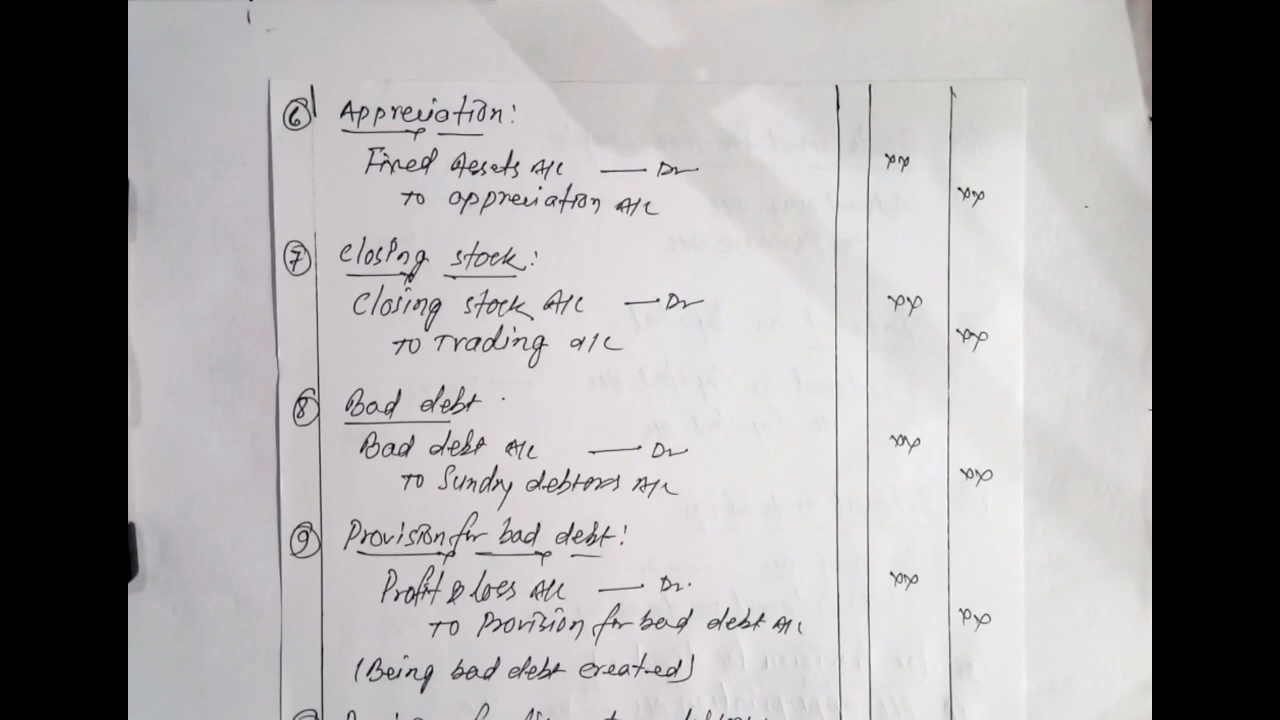 ⑥ Appreciation:
Fixed Assets A/c — Dr xx
To appreciation A/c xx
⑦ closing stock:
Closing stock A/c — Dr xx
To Trading a/c xx
⑧ Bad debt
Bad debt A/c — Dr xx
To Sundry debtors A/c xx
⑨ Provision for bad debt:
Profit & loss A/c — Dr. xx
To Provision for bad debt A/c xx
(Being bad debt created)